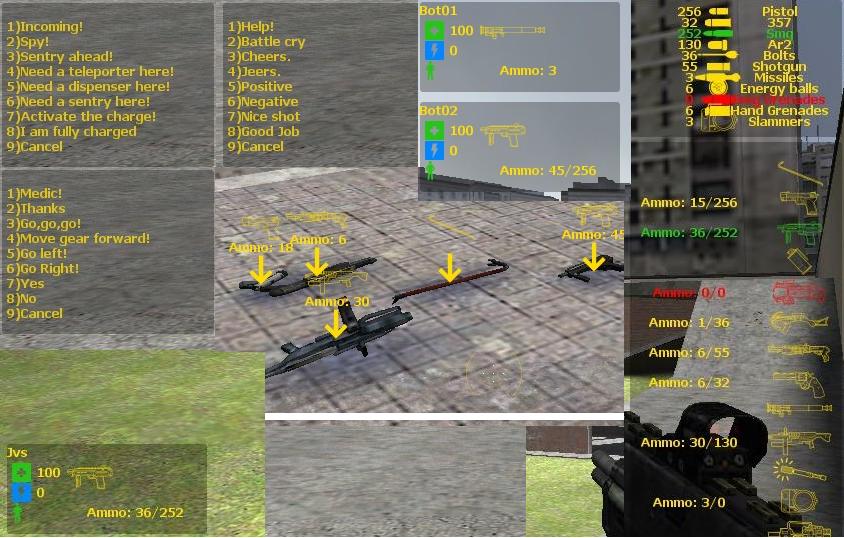 1)Incoming!
2)Spy!
3)Sentry ahead!
4)Need a teleporter here!
5)Need a dispenser here!
6)Need a sentry here!
7)Activate the charge!
8)I am fully charged
9)Cancel
1)Help!
2)Battle cry
3)Cheers.
4)Jeers.
5)Positive
6)Negative
7)Nice shot
8)Good Job
9)Cancel
Bot01
100
0
Ammo: 3
Bot02
100
0
Ammo: 45/256
256 Pistol
32 357
252 Smg
130 Ar2
36 Bolts
55 Shotgun
3 Missiles
6 Energy balls
Grenades
6 Hand Grenades
3 Slammers
1)Medic!
2)Thanks
3)Go,go,go!
4)Move gear forward!
5)Go left!
6)Go Right!
7)Yes
8)No
9)Cancel
Ammo: 18
Ammo: 6
Ammo: 45
Ammo: 30
Ammo: 15/256
Ammo: 36/252
Ammo: 0/0
Ammo: 1/36
Ammo: 6/55
Ammo: 6/32
Ammo: 30/130
Ammo: 3/0
Jvs
100
0
Ammo: 36/252